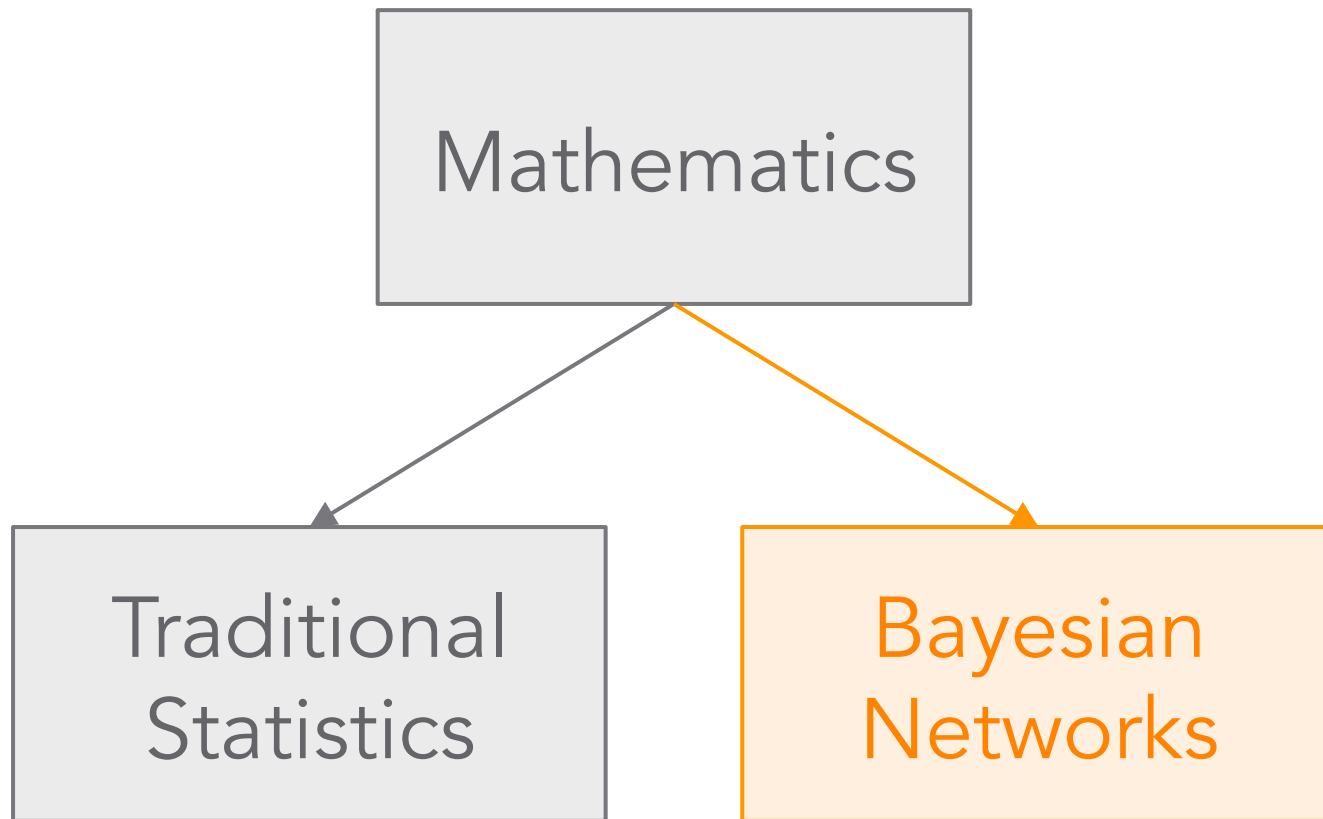 Mathematics
Traditional
Statistics
Bayesian
Networks